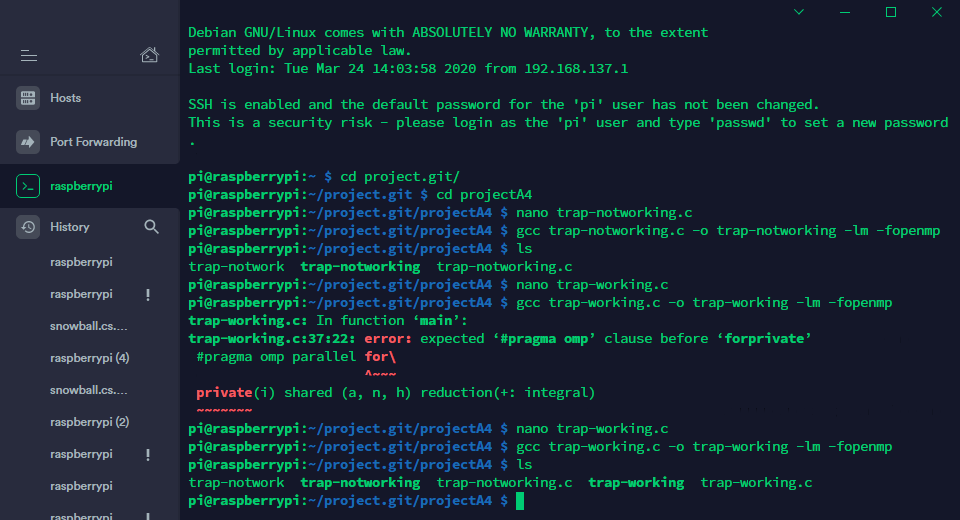 Debian GNU/Linux comes with ABSOLUTELY NO WARRANTY, to the extent
permitted by applicable law.
Last login: Tue Mar 24 14:03:58 2020 from 192.168.137.1
SSH is enabled and the default password for the 'pi' user has not been changed.
This is a security risk - please login as the 'pi' user and type 'passwd' to set a new password
.
pi@raspberrypi:~ $ cd project.git/
pi@raspberrypi:~/project.git $ cd projectA4
pi@raspberrypi:~/project.git/projectA4 $ nano trap-notworking.c
pi@raspberrypi:~/project.git/projectA4 $ gcc trap-notworking.c -o trap-notworking -lm -fopenmp
pi@raspberrypi:~/project.git/projectA4 $ ls
trap-notwork  trap-notworking  trap-notworking.c
pi@raspberrypi:~/project.git/projectA4 $ nano trap-working.c
pi@raspberrypi:~/project.git/projectA4 $ gcc trap-working.c -o trap-working -lm -fopenmp
trap-working.c: In function ‘main’:
trap-working.c:37:22: error: expected ‘#pragma omp’ clause before ‘forprivate’
 #pragma omp parallel for\
                      ^~~~
 private(i) shared (a, n, h) reduction(+: integral)
 ~~~~~~~
pi@raspberrypi:~/project.git/projectA4 $ nano trap-working.c
pi@raspberrypi:~/project.git/projectA4 $ gcc trap-working.c -o trap-working -lm -fopenmp
pi@raspberrypi:~/project.git/projectA4 $ ls
trap-notwork  trap-notworking  trap-notworking.c  trap-working  trap-working.c
pi@raspberrypi:~/project.git/projectA4 $
Hosts
Port Forwarding
raspberrypi
History
raspberrypi
raspberrypi !
snowball.cs....
raspberrypi (4)
snowball.cs....
raspberrypi (2)
raspberrypi !
raspberrypi
raspberrypi !